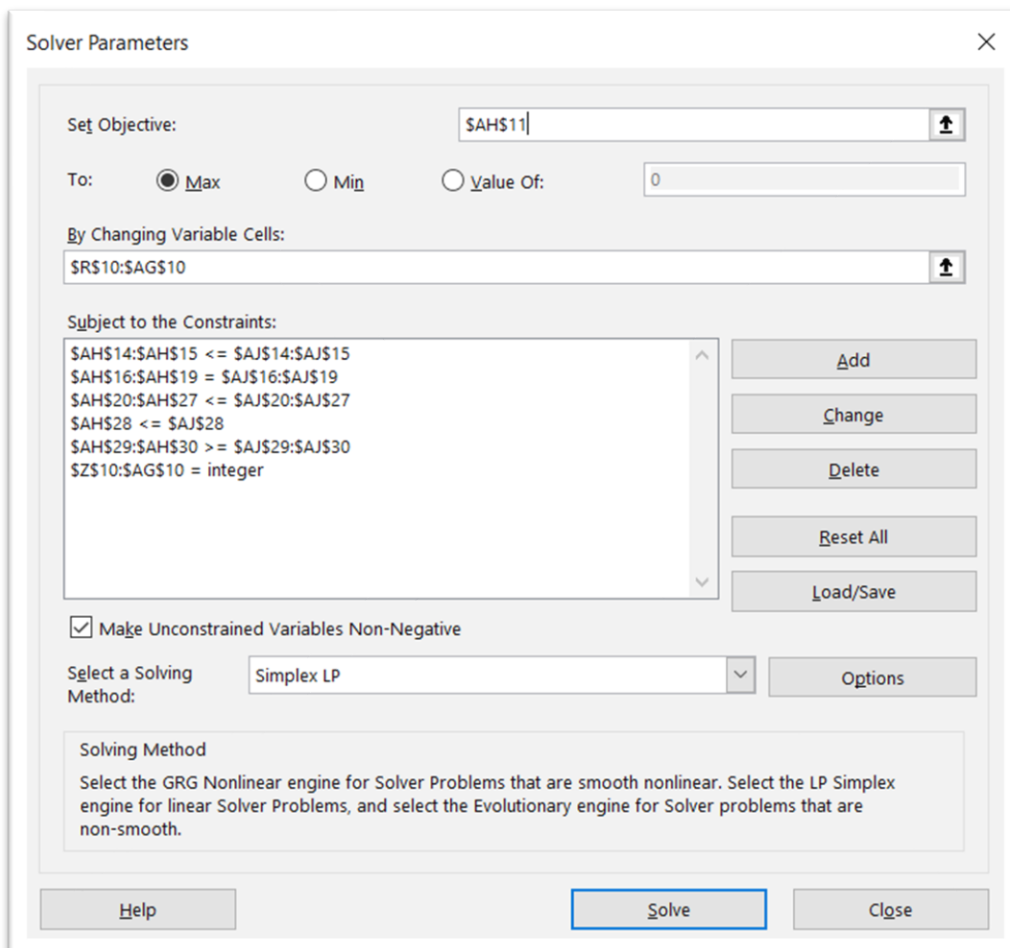 Solver Parameters
Set Objective: $AH$11
To: Max Min Value Of: 0
By Changing Variable Cells:
$R$10:$AG$10
Subject to the Constraints:
$AH$14:$AH$15 <= $AJ$14:$AJ$15
$AH$16:$AH$19 = $AJ$16:$AJ$19
$AH$20:$AH$27 <= $AJ$20:$AJ$27
$AH$28 <= $AJ$28
$AH$29:$AH$30 >= $AJ$29:$AJ$30
$Z$10:$AG$10 = integer
Add
Change
Delete
Reset All
Load/Save
Make Unconstrained Variables Non-Negative
Select a Solving
Method:
Simplex LP
Options
Solving Method
Select the GRG Nonlinear engine for Solver Problems that are smooth nonlinear. Select the LP Simplex
engine for linear Solver Problems, and select the Evolutionary engine for Solver problems that are
non-smooth.
Help Solve Close